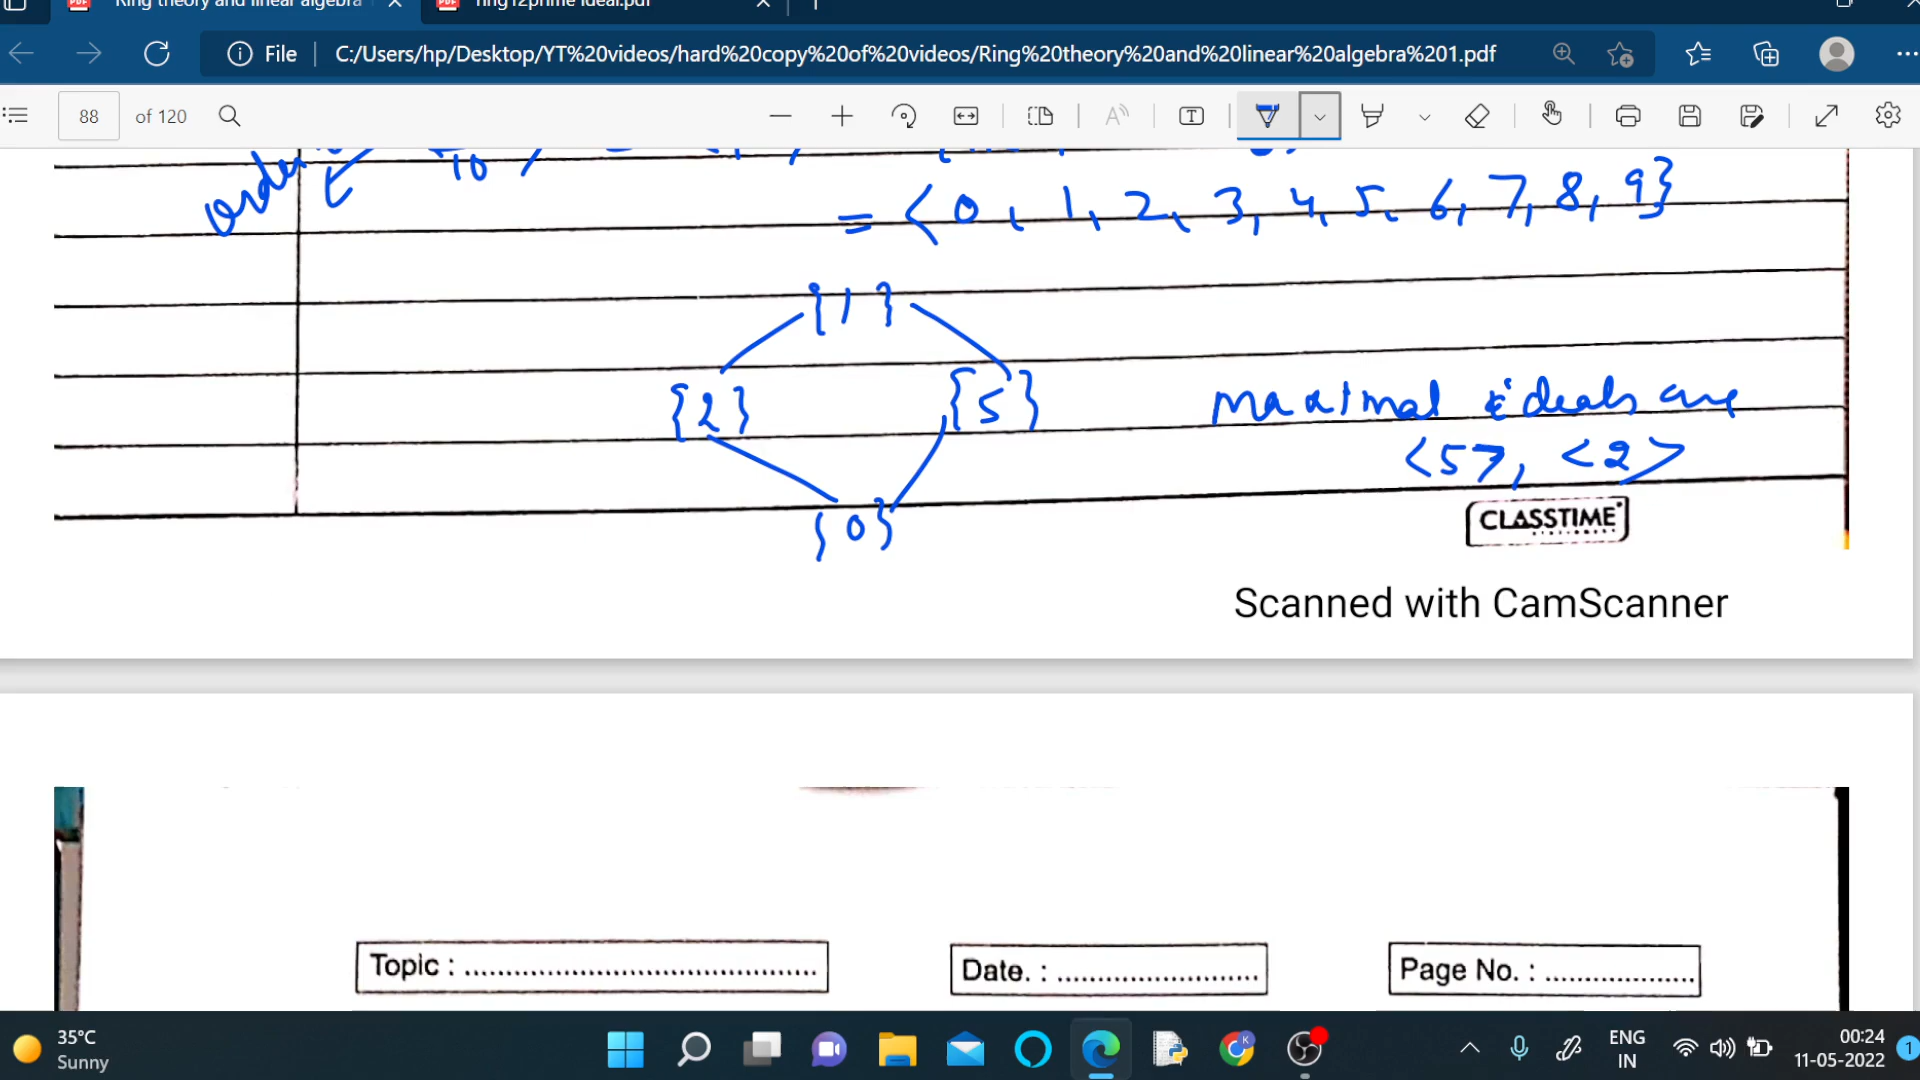 Ring theory and linear algebra
ring12prime ideal.pdf
File
C:/Users/hp/Desktop/YT%20videos/hard%20copy%20of%20videos/Ring%20theory%20and%20linear%20algebra%201.pdf
88 of 120
order
10
= < 0, 1, 2, 3, 4, 5, 6, 7, 8, 9}
{1}
{2} {5}
maximal ideals are
<5>, <2>
{0}
CLASSTIME
Scanned with CamScanner
Topic :
Date. :
Page No. :
35°C
Sunny
ENG
IN
00:24
11-05-2022
1